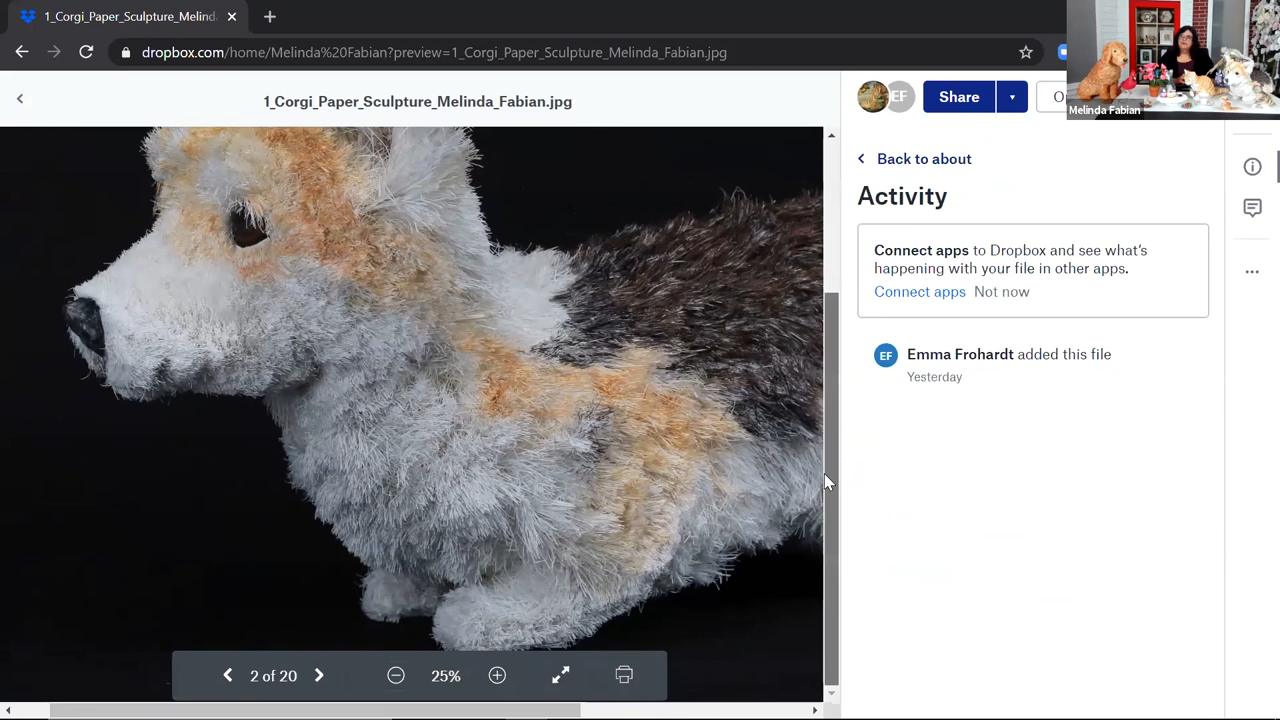 1_Corgi_Paper_Sculpture_Melind
dropbox.com/home/Melinda%20Fabian?preview=1_Corgi_Paper_Sculpture_Melinda_Fabian.jpg
1_Corgi_Paper_Sculpture_Melinda_Fabian.jpg
EF
Share
Melinda Fabian
Back to about
Activity
Connect apps to Dropbox and see what's
happening with your file in other apps.
Connect apps Not now
EF
Emma Frohardt added this file
Yesterday
2 of 20
25%